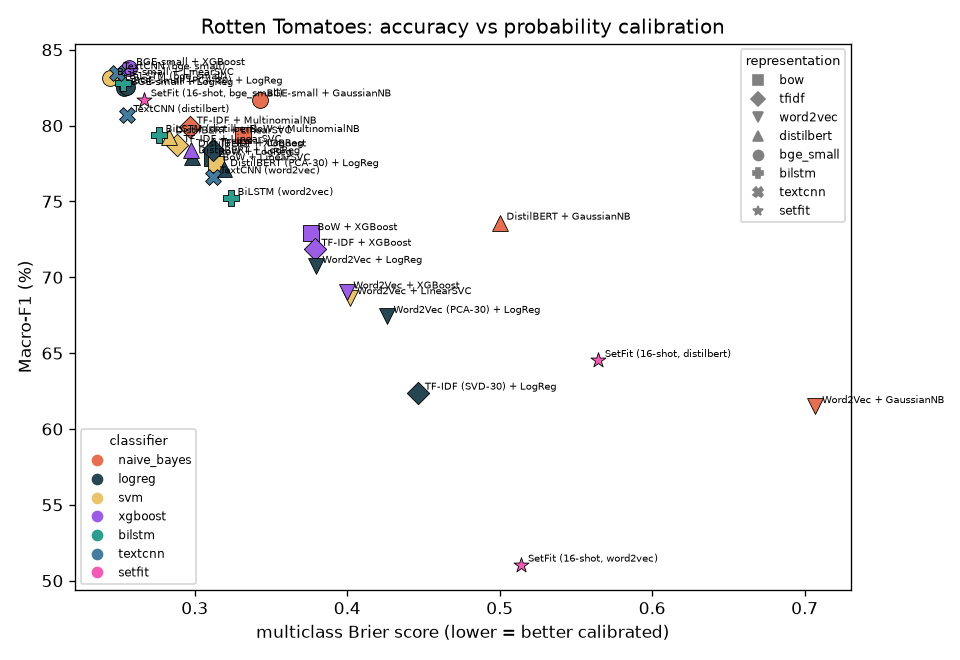 Rotten Tomatoes: accuracy vs probability calibration
85
80
75
70
65
60
55
50
Macro-F1 (%)
0.3
0.4
0.5
0.6
0.7
multiclass Brier score (lower = better calibrated)
representation
bow
tfidf
word2vec
distilbert
bge_small
bilstm
textcnn
setfit
classifier
naive_bayes
logreg
svm
xgboost
bilstm
textcnn
setfit
BGE-small + XGBoost
SetFit (16-shot, bge_small)
BGE-small + GaussianNB
TextCNN (distilbert)
TF-IDF + MultinomialNB
BoW + MultinomialNB
DistilBERT (PCA-30) + LogReg
TextCNN (word2vec)
BiLSTM (word2vec)
DistilBERT + GaussianNB
BoW + XGBoost
TF-IDF + XGBoost
Word2Vec + LogReg
Word2Vec + XGBoost
Word2Vec + LinearSVC
Word2Vec (PCA-30) + LogReg
SetFit (16-shot, distilbert)
TF-IDF (SVD-30) + LogReg
Word2Vec + GaussianNB
SetFit (16-shot, word2vec)